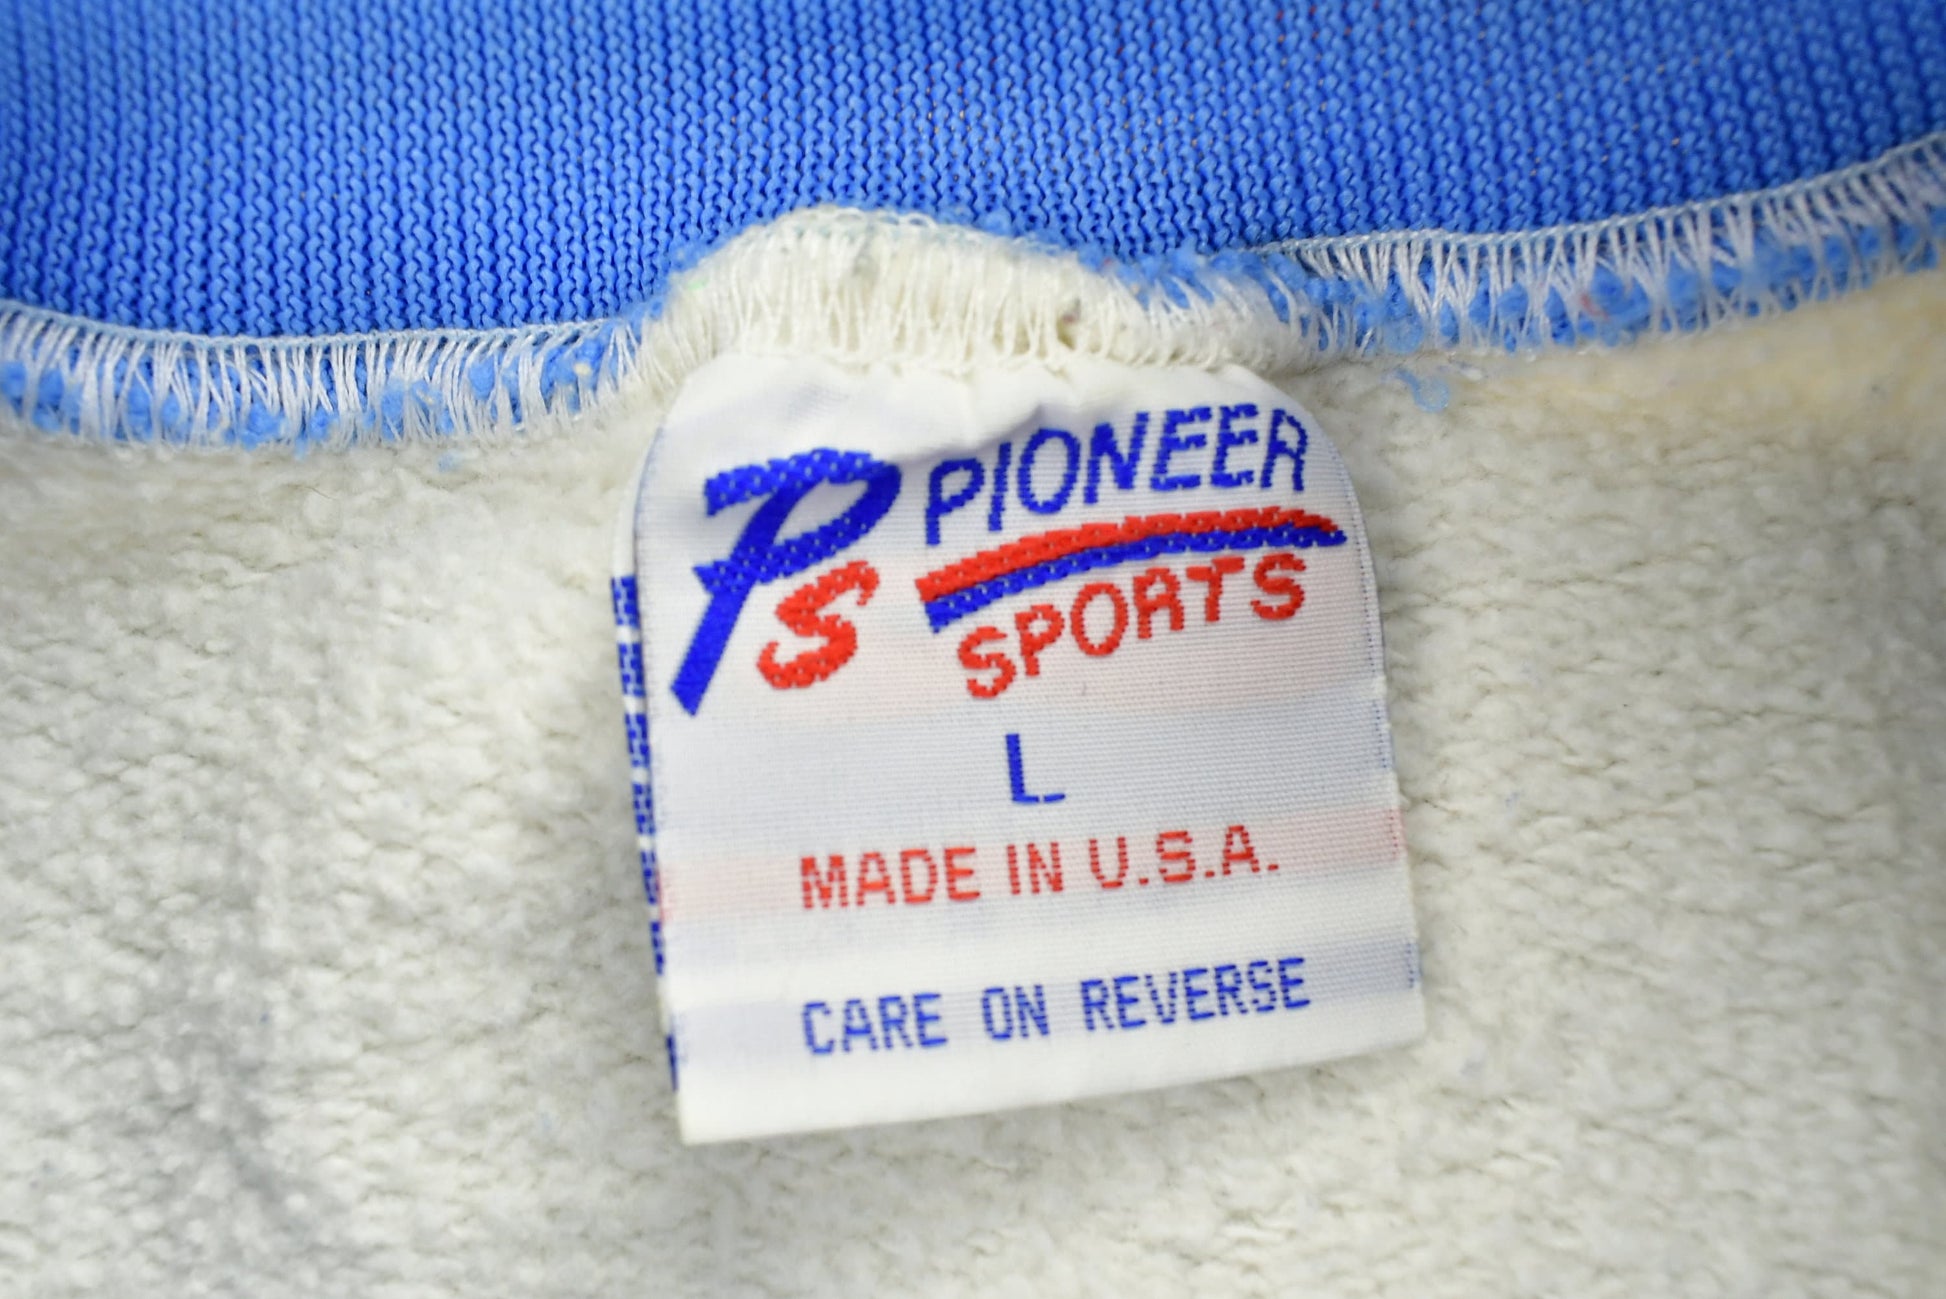 PS PIONEER
SPORTS
L
MADE IN U.S.A.
CARE ON REVERSE